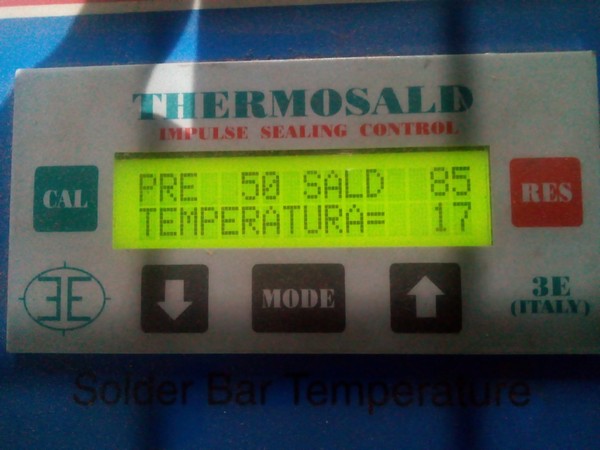 THERMOSALD
IMPULSE SEALING CONTROL
CAL
PRE 50 SALD 85
TEMPERATURA= 17
RES
3E
MODE
3E
(ITALY)
Solder Bar Temperature